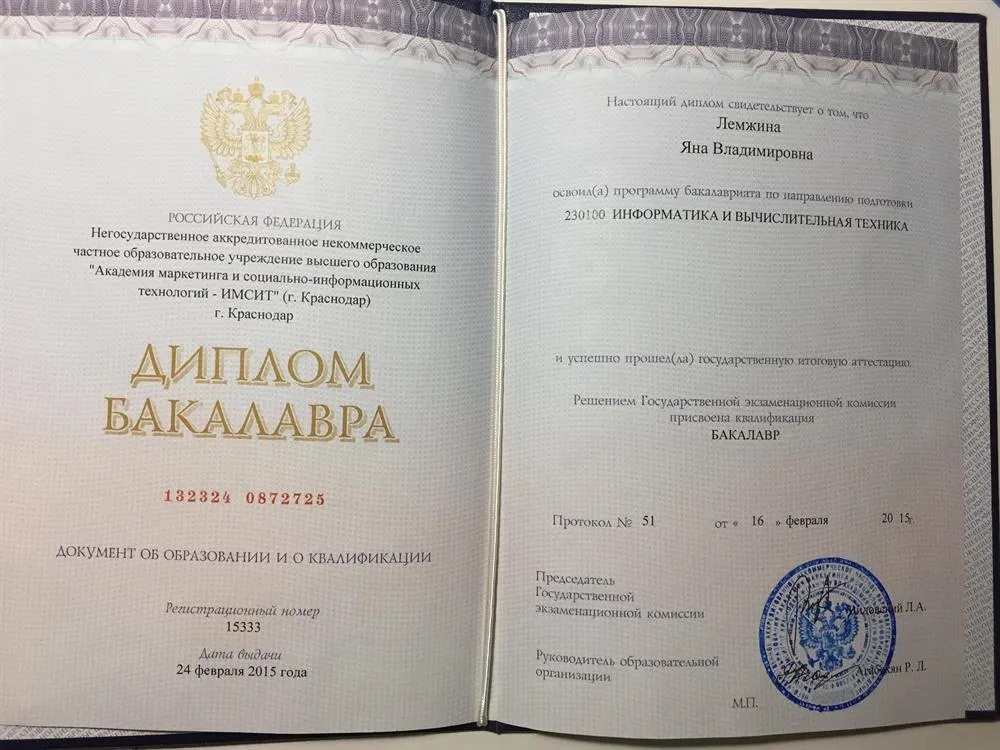 РОССИЙСКАЯ ФЕДЕРАЦИЯ
Негосударственное аккредитованное некоммерческое
частное образовательное учреждение высшего образования
"Академия маркетинга и социально-информационных
технологий - ИМСИТ" (г. Краснодар)
г. Краснодар
ДИПЛОМ
БАКАЛАВРА
132324 0872725
ДОКУМЕНТ ОБ ОБРАЗОВАНИИ И О КВАЛИФИКАЦИИ
Регистрационный номер
15333
Дата выдачи
24 февраля 2015 года
Настоящий диплом свидетельствует о том, что
Лемжина
Яна Владимировна
освоил(а) программу бакалавриата по направлению подготовки
230100 ИНФОРМАТИКА И ВЫЧИСЛИТЕЛЬНАЯ ТЕХНИКА
и успешно прошел(ла) государственную итоговую аттестацию.
Решением Государственной экзаменационной комиссии
присвоена квалификация
БАКАЛАВР
Протокол № 51 от « 16 » февраля 20 15г.
Председатель
Государственной
экзаменационной комиссии
Л.А.
Руководитель образовательной
организации
Р. Л.
М.П.